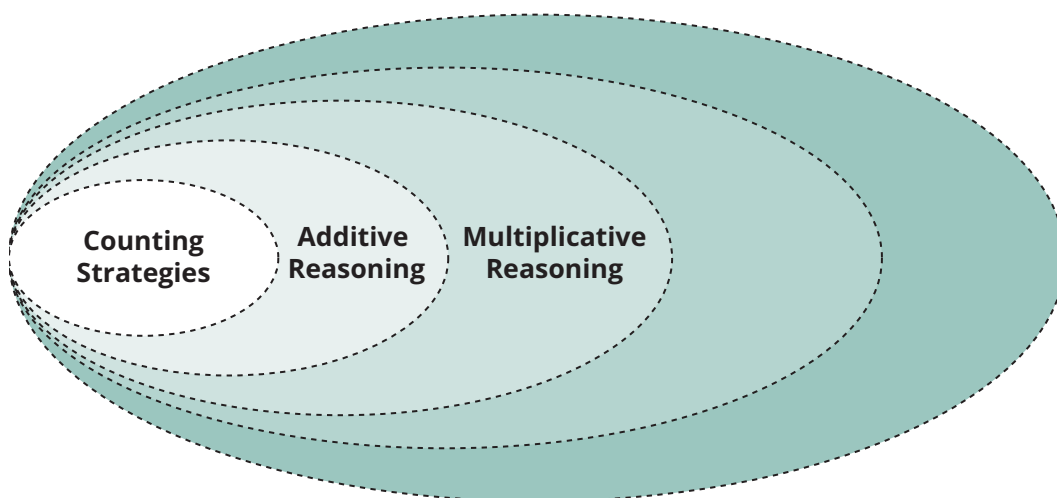 Counting
Strategies
Additive
Reasoning
Multiplicative
Reasoning